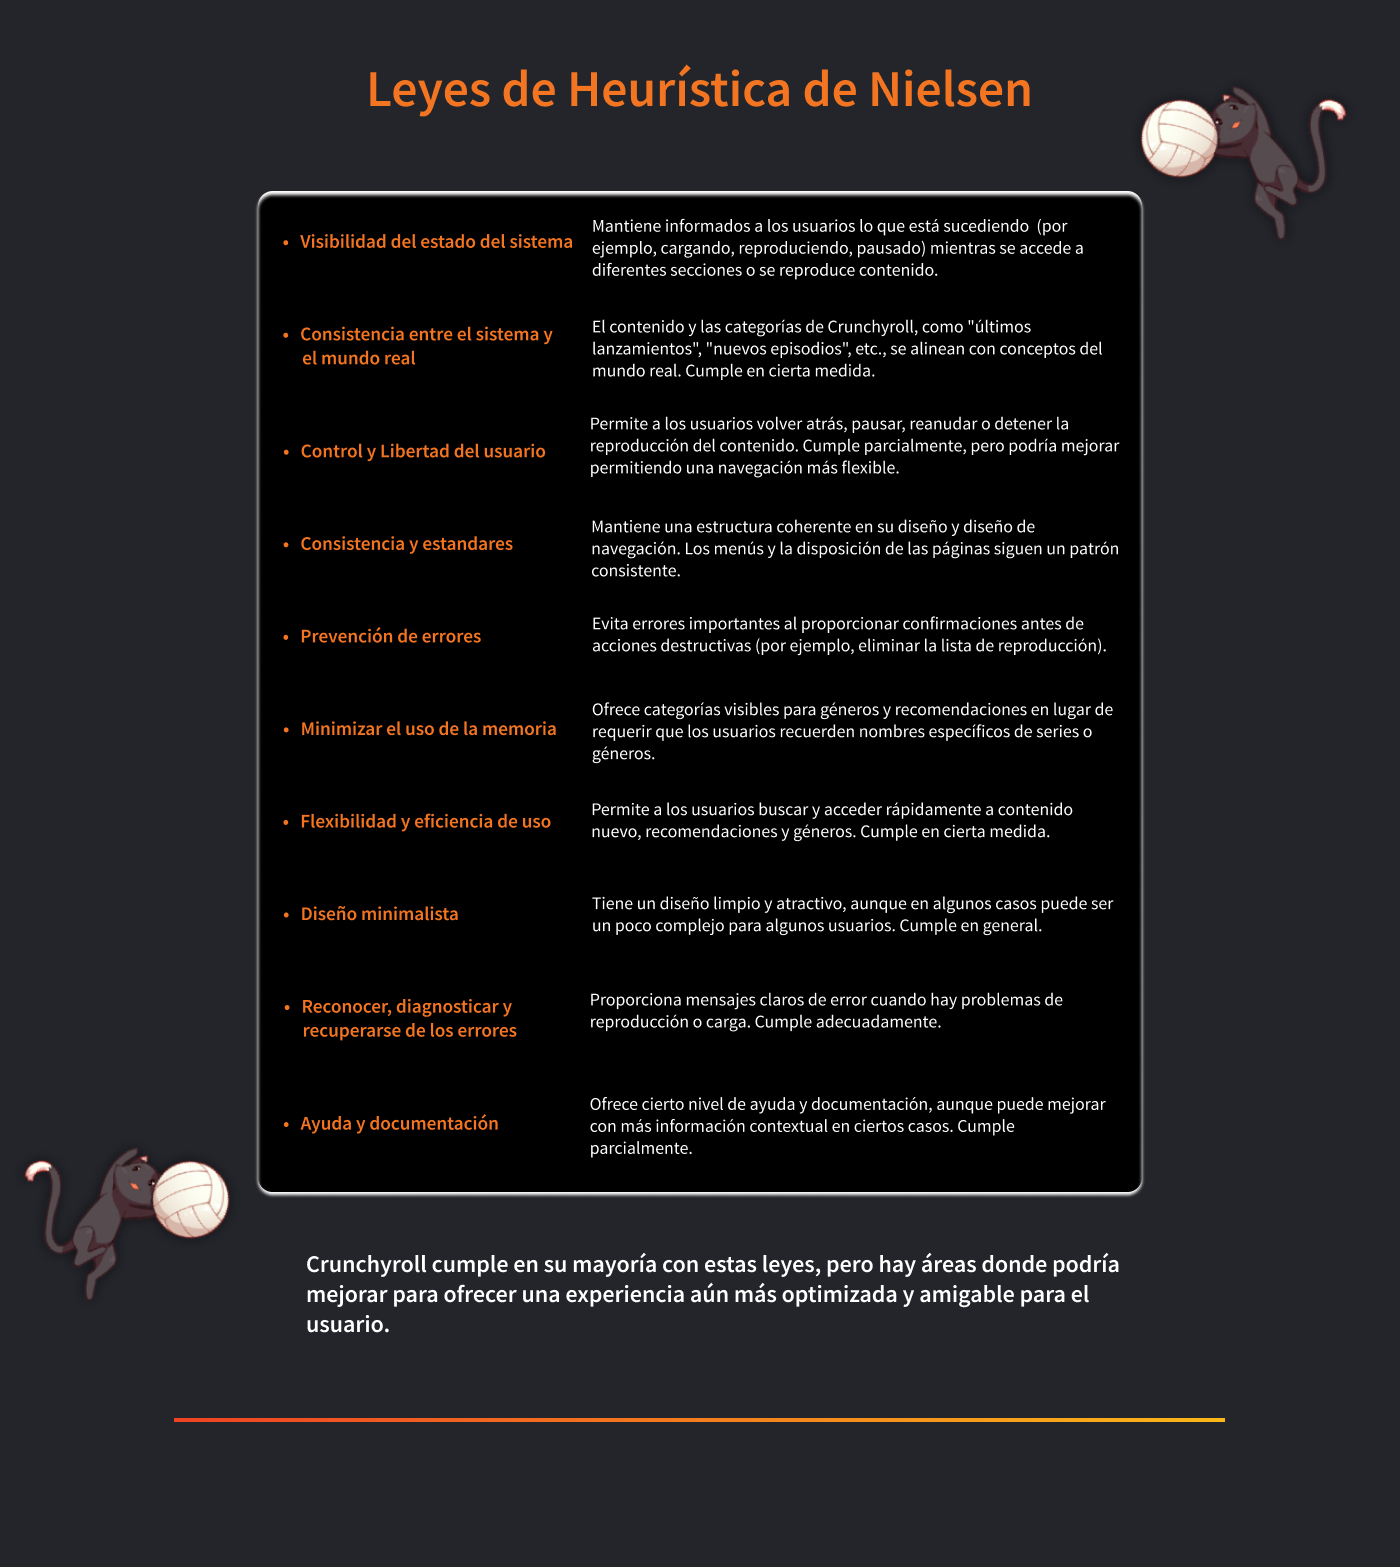 Leyes de Heurística de Nielsen
• Visibilidad del estado del sistema
Mantiene informados a los usuarios lo que está sucediendo  (por
ejemplo, cargando, reproduciendo, pausado) mientras se accede a
diferentes secciones o se reproduce contenido.
• Consistencia entre el sistema y
el mundo real
El contenido y las categorías de Crunchyroll, como "últimos
lanzamientos", "nuevos episodios", etc., se alinean con conceptos del
mundo real. Cumple en cierta medida.
• Control y Libertad del usuario
Permite a los usuarios volver atrás, pausar, reanudar o detener la
reproducción del contenido. Cumple parcialmente, pero podría mejorar
permitiendo una navegación más flexible.
• Consistencia y estandares
Mantiene una estructura coherente en su diseño y diseño de
navegación. Los menús y la disposición de las páginas siguen un patrón
consistente.
• Prevención de errores
Evita errores importantes al proporcionar confirmaciones antes de
acciones destructivas (por ejemplo, eliminar la lista de reproducción).
• Minimizar el uso de la memoria
Ofrece categorías visibles para géneros y recomendaciones en lugar de
requerir que los usuarios recuerden nombres específicos de series o
géneros.
• Flexibilidad y eficiencia de uso
Permite a los usuarios buscar y acceder rápidamente a contenido
nuevo, recomendaciones y géneros. Cumple en cierta medida.
• Diseño minimalista
Tiene un diseño limpio y atractivo, aunque en algunos casos puede ser
un poco complejo para algunos usuarios. Cumple en general.
• Reconocer, diagnosticar y
recuperarse de los errores
Proporciona mensajes claros de error cuando hay problemas de
reproducción o carga. Cumple adecuadamente.
• Ayuda y documentación
Ofrece cierto nivel de ayuda y documentación, aunque puede mejorar
con más información contextual en ciertos casos. Cumple
parcialmente.
Crunchyroll cumple en su mayoría con estas leyes, pero hay áreas donde podría
mejorar para ofrecer una experiencia aún más optimizada y amigable para el
usuario.